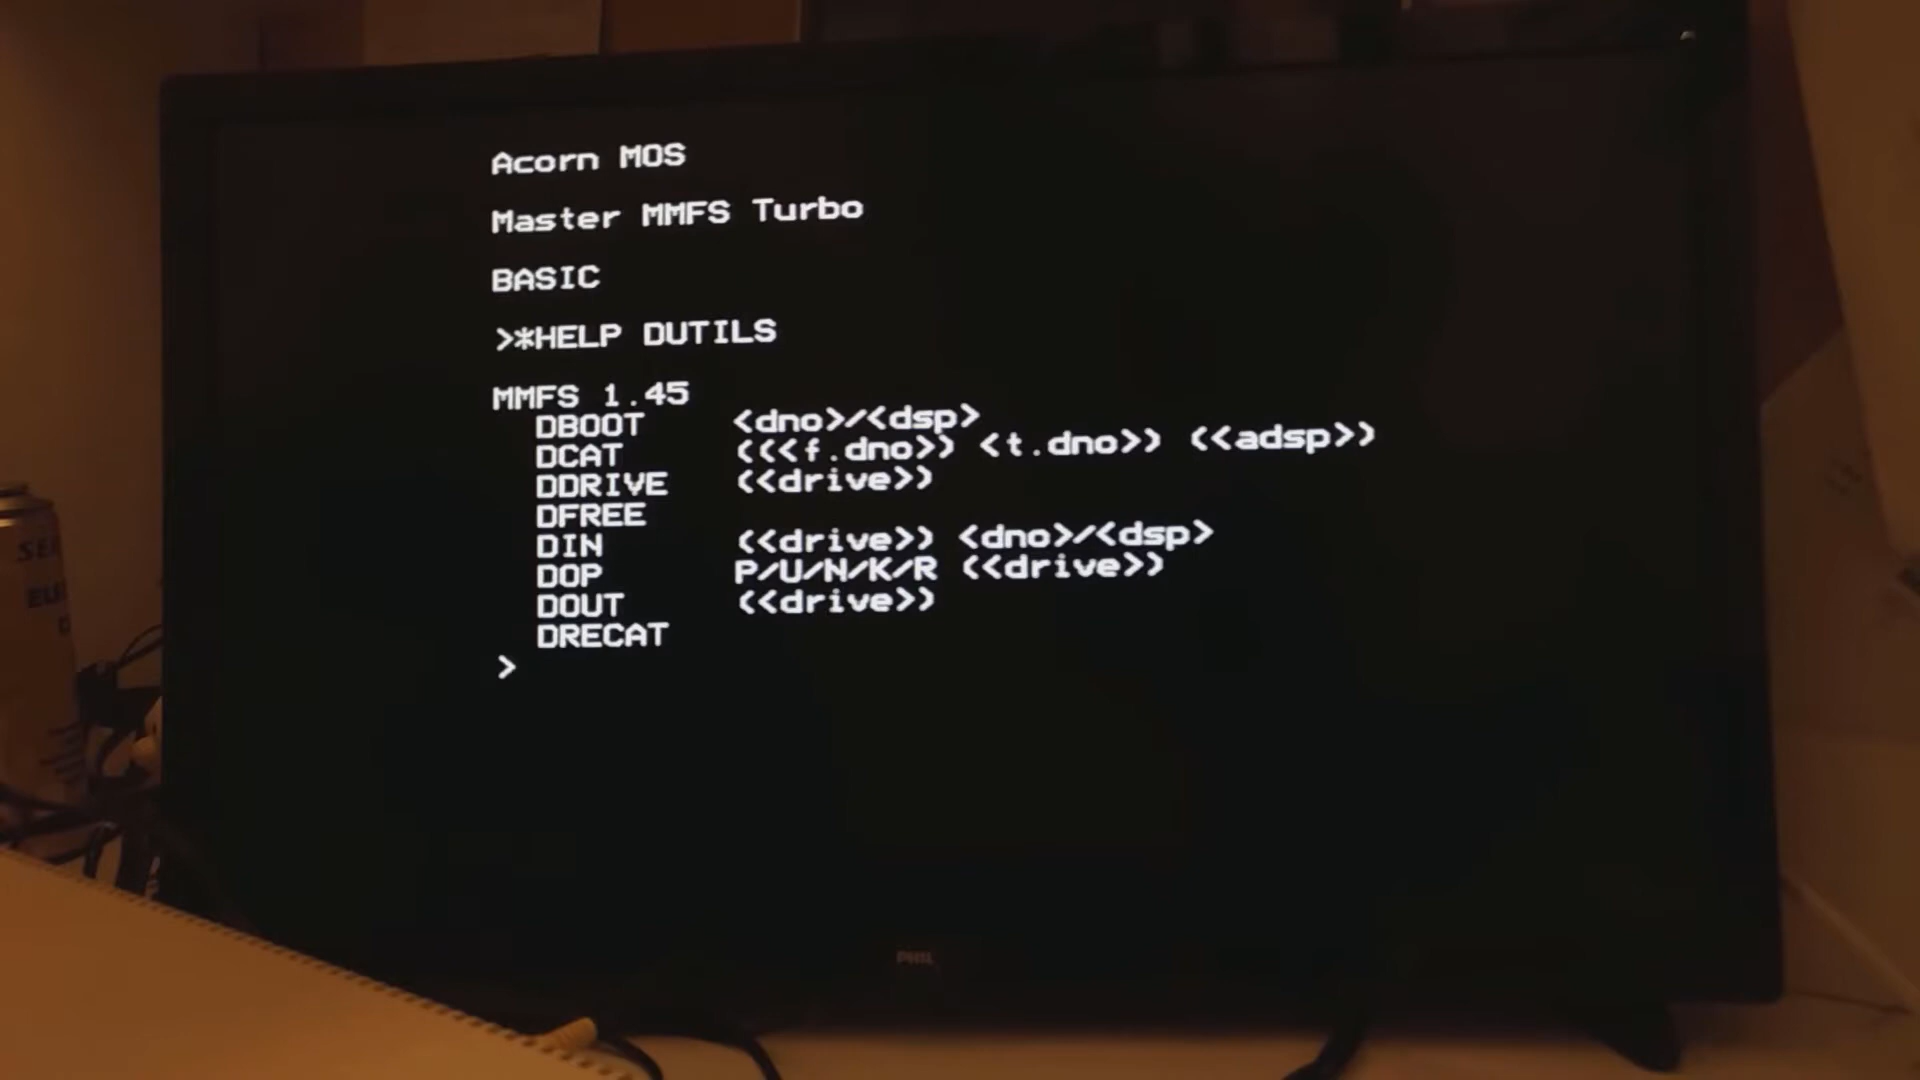 Acorn MOS
Master MMFS Turbo
BASIC
>*HELP DUTILS
MMFS 1.45
DBOOT <dno>/<dsp>
DCAT (((<f.dno>) <t.dno>) (<adsp>))
DDRIVE (<drive>)
DFREE
DIN (<drive>) <dno>/<dsp>
DOP P/U/N/K/R (<drive>)
DOUT (<drive>)
DRECAT
>